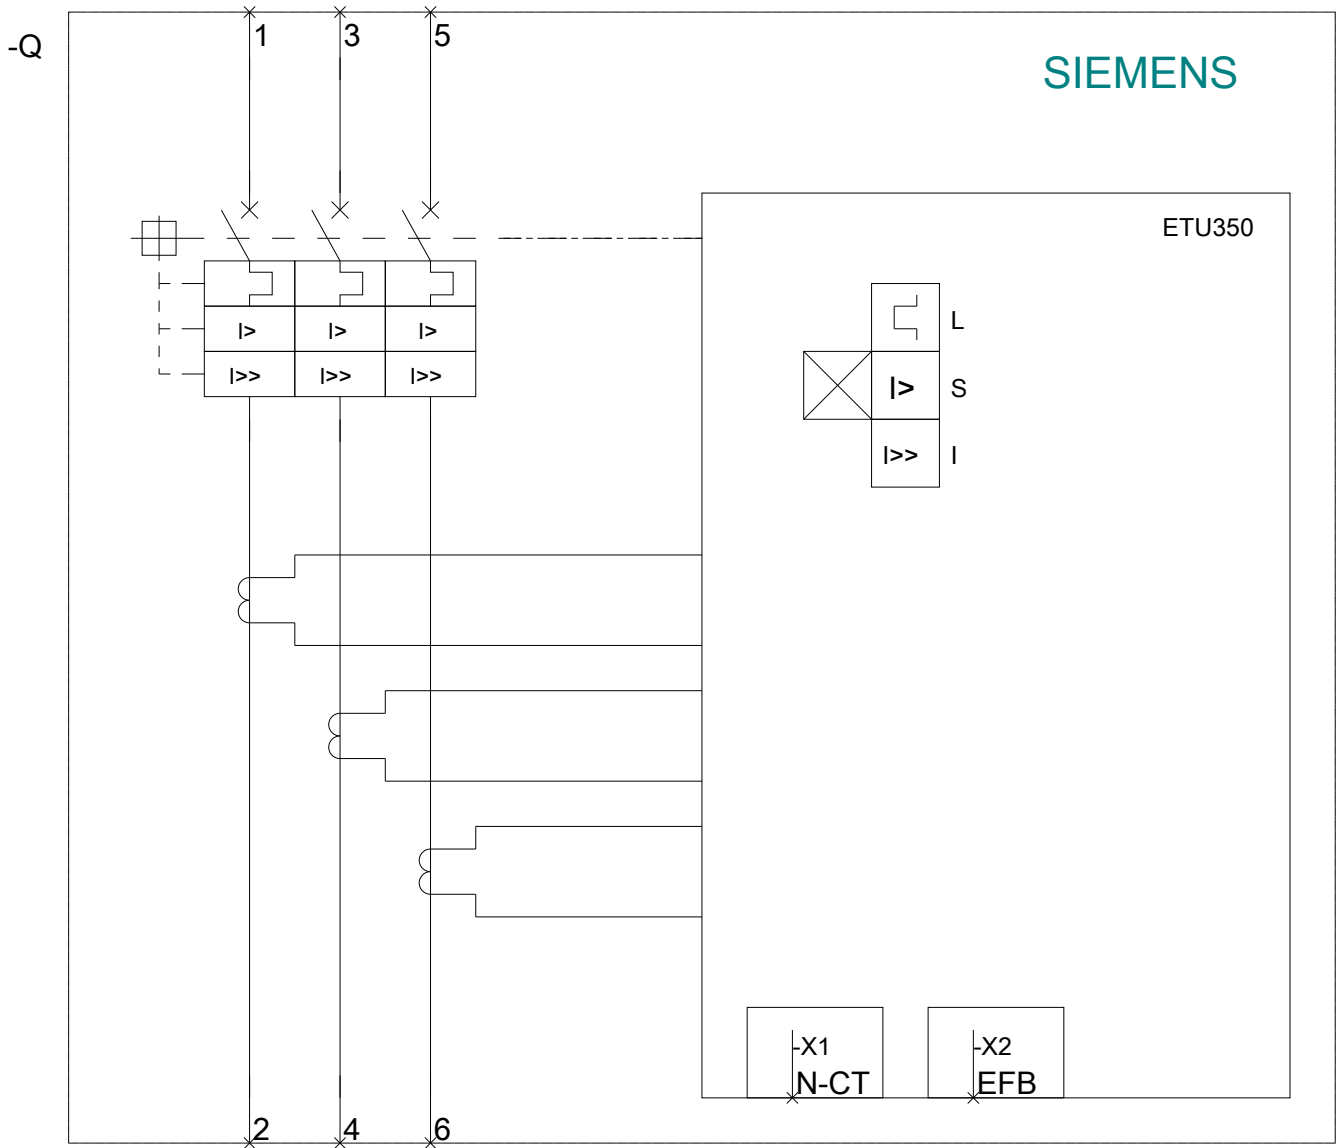 1 3 5
-Q
SIEMENS
ETU350
L
I> I> I>
I>> I>> I>>
I> S
I>> I
-X1
N-CT
-X2
EFB
2 4 6